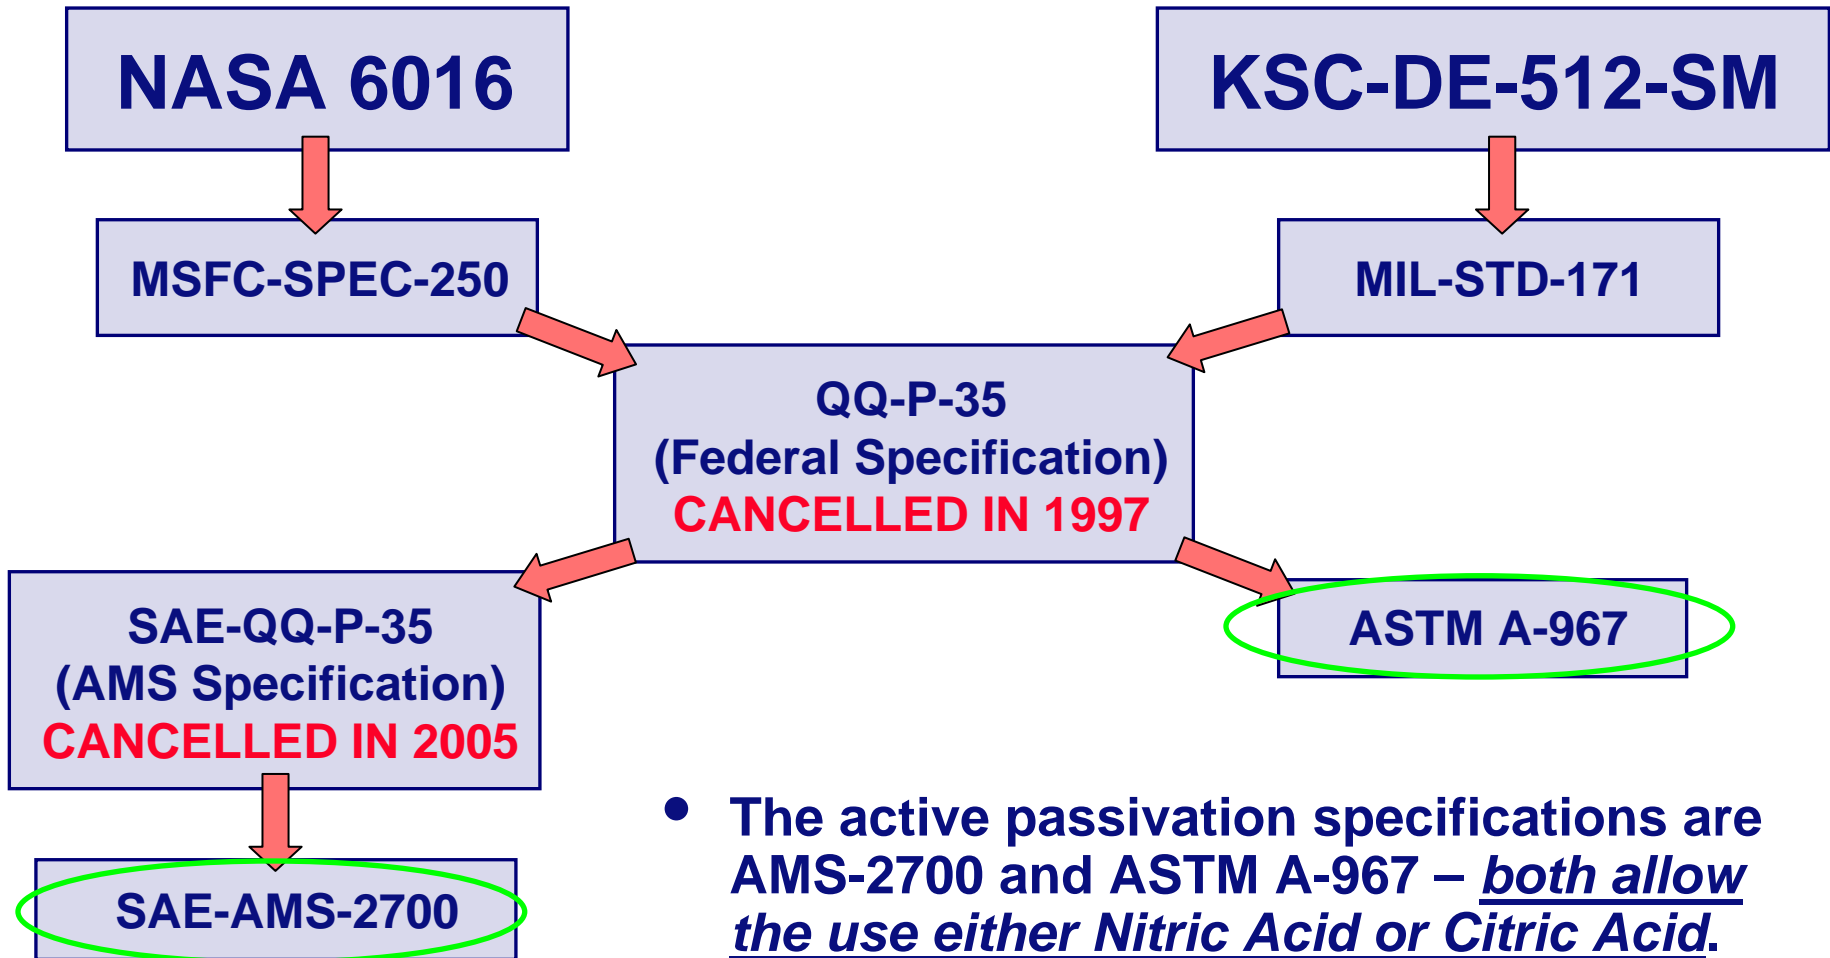 NASA 6016
KSC-DE-512-SM
MSFC-SPEC-250
MIL-STD-171
QQ-P-35
(Federal Specification)
CANCELLED IN 1997
SAE-QQ-P-35
(AMS Specification)
CANCELLED IN 2005
ASTM A-967
SAE-AMS-2700
• The active passivation specifications are
AMS-2700 and ASTM A-967 – both allow
the use either Nitric Acid or Citric Acid.